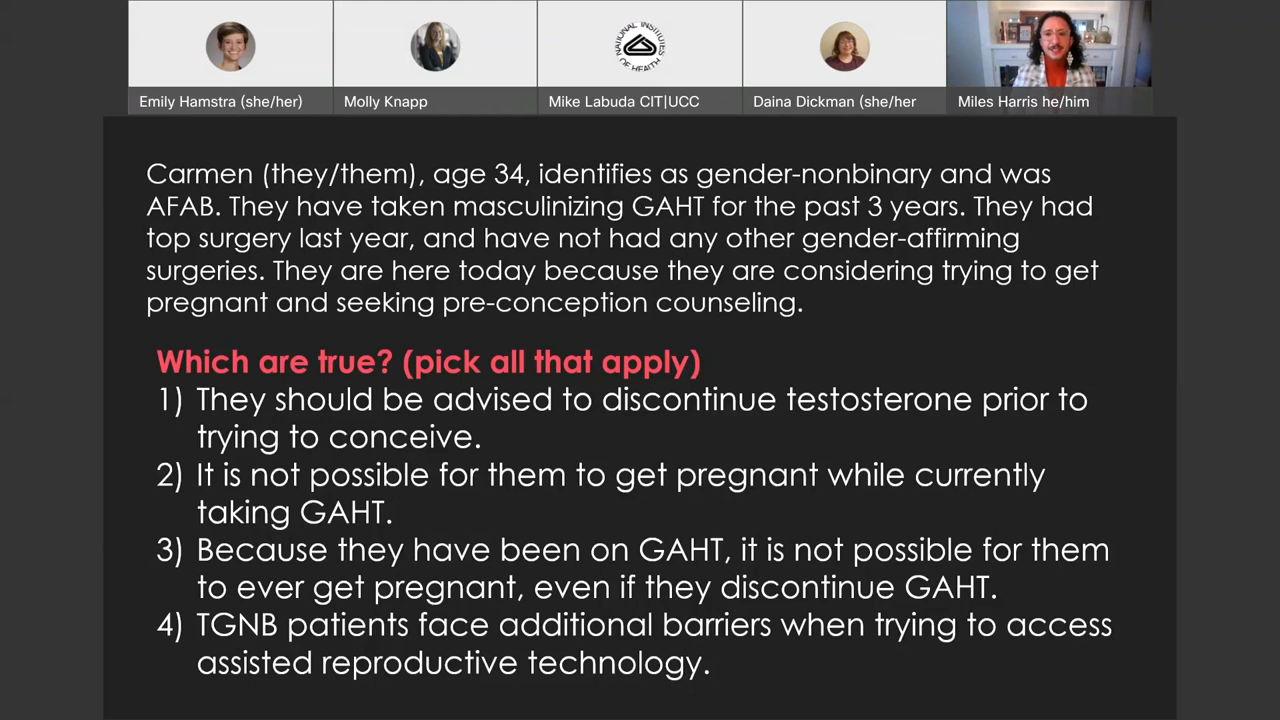 NATIONAL INSTITUTES OF HEALTH
Emily Hamstra (she/her)
Molly Knapp
Mike Labuda CIT|UCC
Daina Dickman (she/her
Miles Harris he/him
Carmen (they/them), age 34, identifies as gender-nonbinary and was
AFAB. They have taken masculinizing GAHT for the past 3 years. They had
top surgery last year, and have not had any other gender-affirming
surgeries. They are here today because they are considering trying to get
pregnant and seeking pre-conception counseling.
Which are true? (pick all that apply)
1) They should be advised to discontinue testosterone prior to
trying to conceive.
2) It is not possible for them to get pregnant while currently
taking GAHT.
3) Because they have been on GAHT, it is not possible for them
to ever get pregnant, even if they discontinue GAHT.
4) TGNB patients face additional barriers when trying to access
assisted reproductive technology.